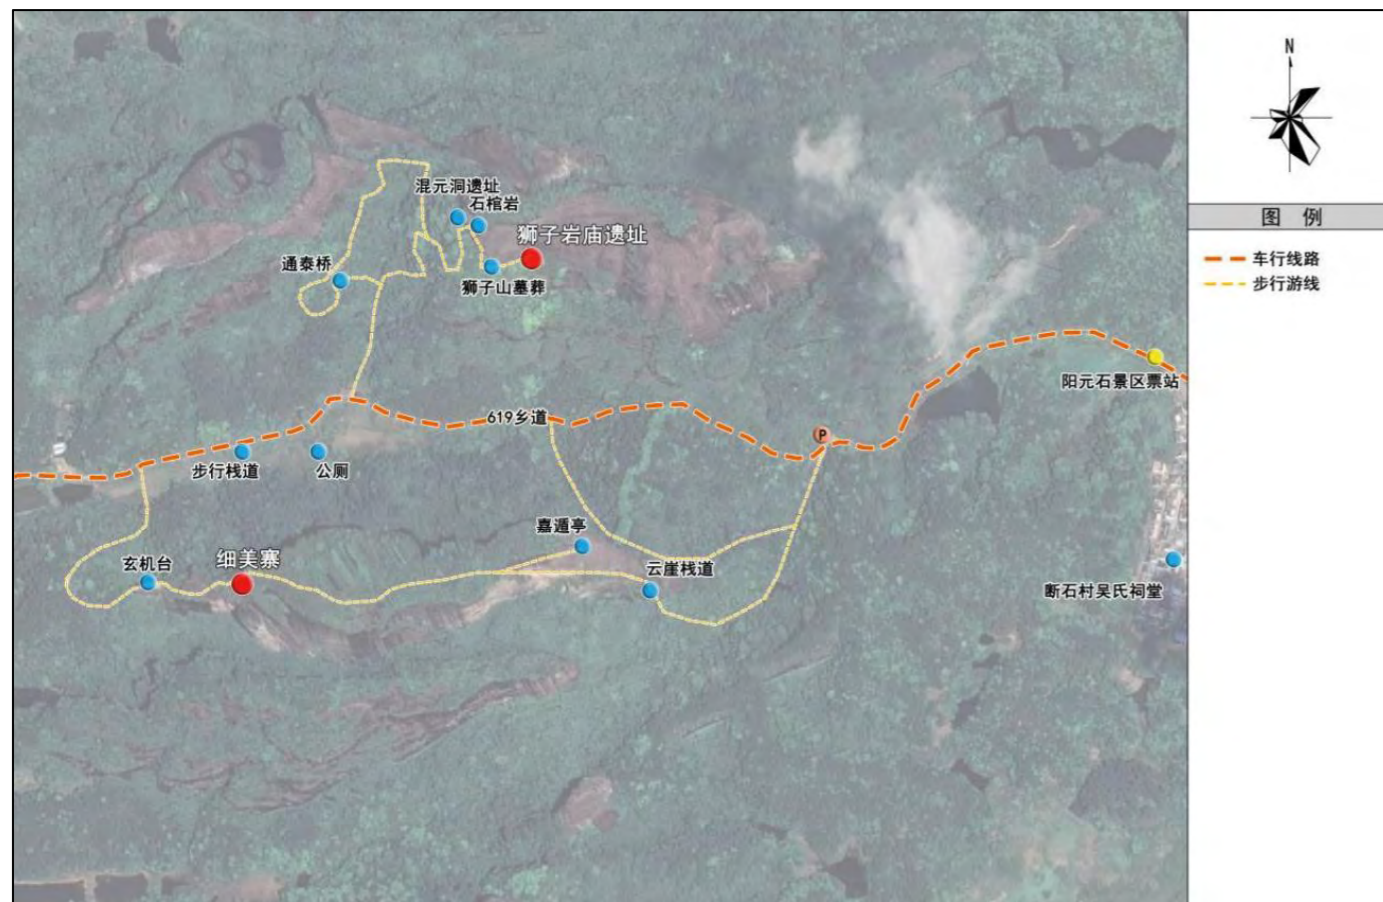 N
图 例
车行线路
步行游线
混元洞遗址
石棺岩
狮子岩庙遗址
通泰桥
狮子山墓葬
阳元石景区票站
619乡道
P
步行栈道
公厕
嘉遁亭
玄机台
细美寨
云崖栈道
断石村吴氏祠堂